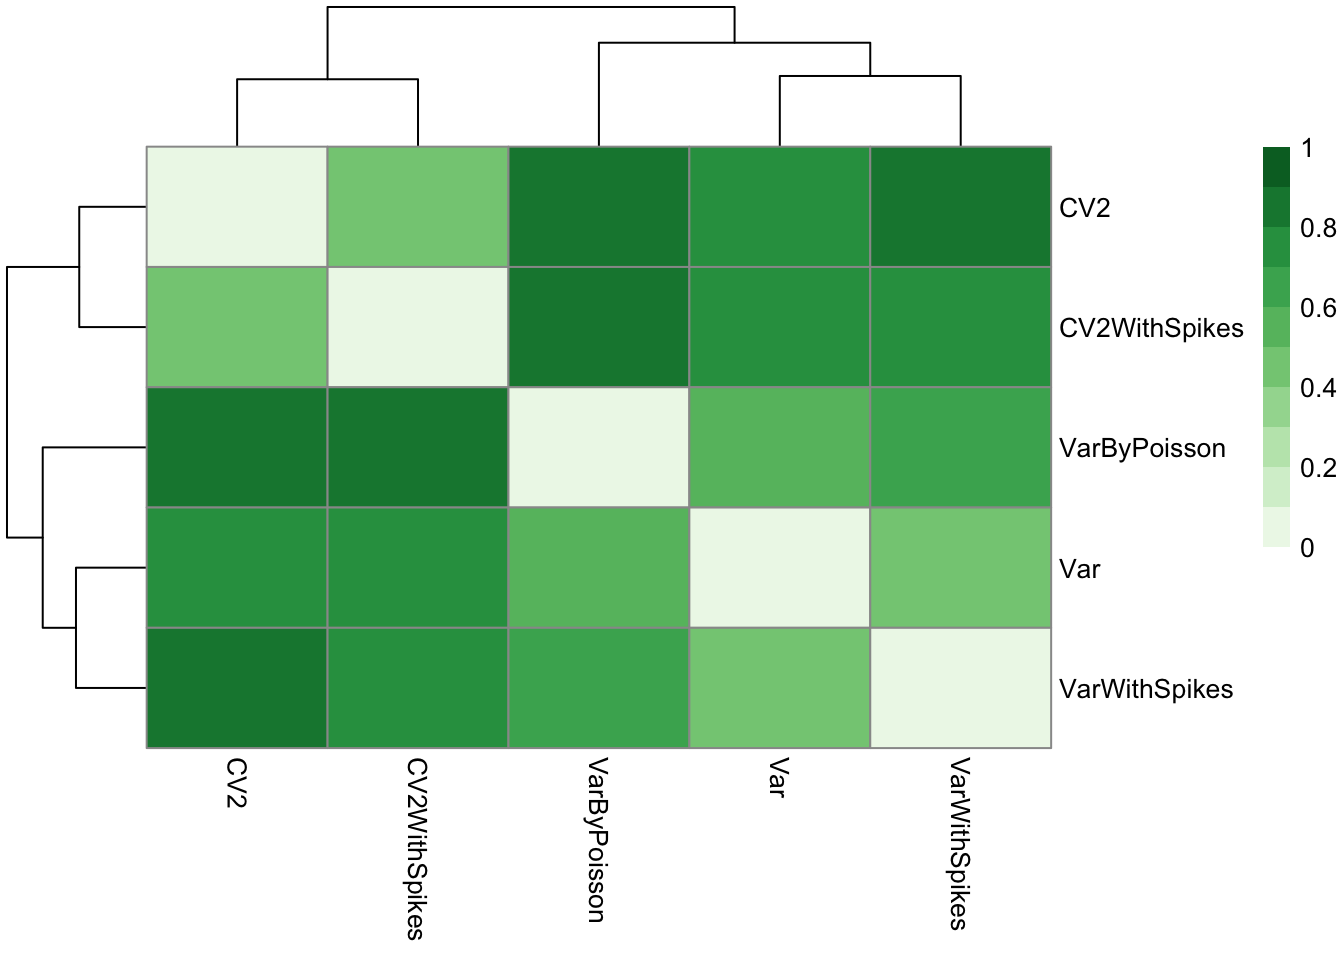 1
0.8
0.6
0.4
0.2
0
CV2
CV2WithSpikes
VarByPoisson
Var
VarWithSpikes
CV2
CV2WithSpikes
VarByPoisson
Var
VarWithSpikes